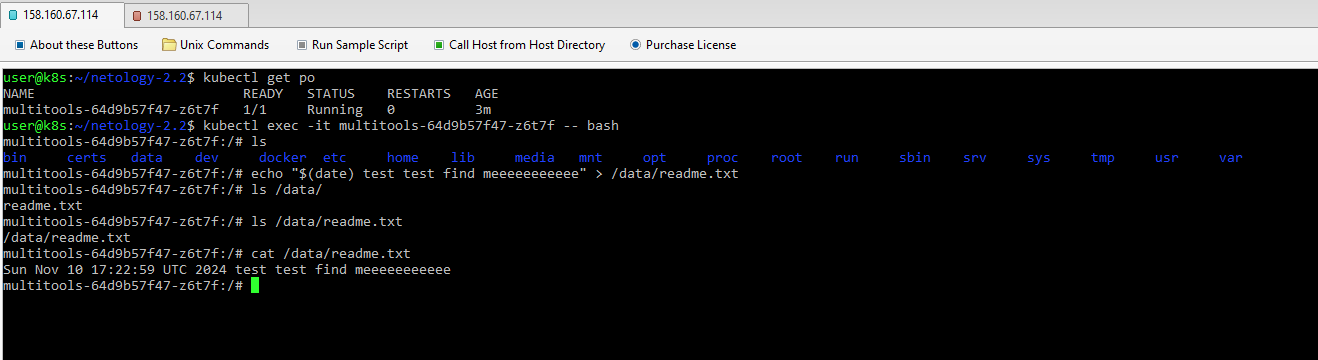 158.160.67.114 158.160.67.114
About these Buttons Unix Commands Run Sample Script Call Host from Host Directory Purchase License
user@k8s:~/netology-2.2$ kubectl get po
NAME READY STATUS RESTARTS AGE
multitools-64d9b57f47-z6t7f 1/1 Running 0 3m
user@k8s:~/netology-2.2$ kubectl exec -it multitools-64d9b57f47-z6t7f -- bash
multitools-64d9b57f47-z6t7f:/# ls
bin certs data dev docker etc home lib media mnt opt proc root run sbin srv sys tmp usr var
multitools-64d9b57f47-z6t7f:/# echo "$(date) test test find meeeeeeeeeee" > /data/readme.txt
multitools-64d9b57f47-z6t7f:/# ls /data/
readme.txt
multitools-64d9b57f47-z6t7f:/# ls /data/readme.txt
/data/readme.txt
multitools-64d9b57f47-z6t7f:/# cat /data/readme.txt
Sun Nov 10 17:22:59 UTC 2024 test test find meeeeeeeeeee
multitools-64d9b57f47-z6t7f:/#